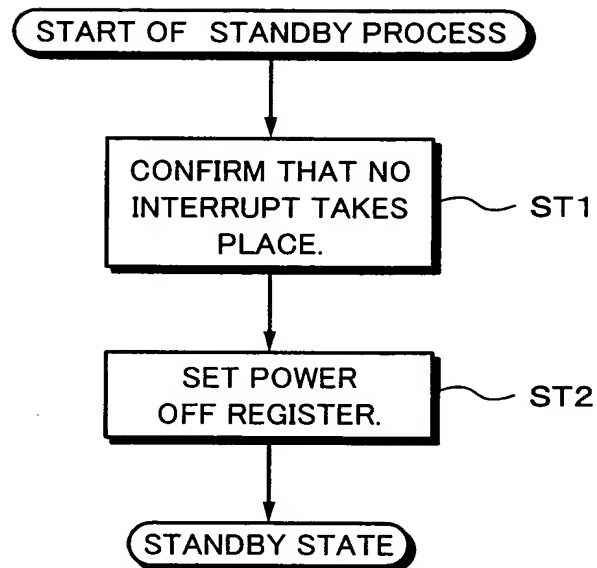 START OF STANDBY PROCESS
CONFIRM THAT NO
INTERRUPT TAKES
PLACE.
ST1
SET POWER
OFF REGISTER.
ST2
STANDBY STATE